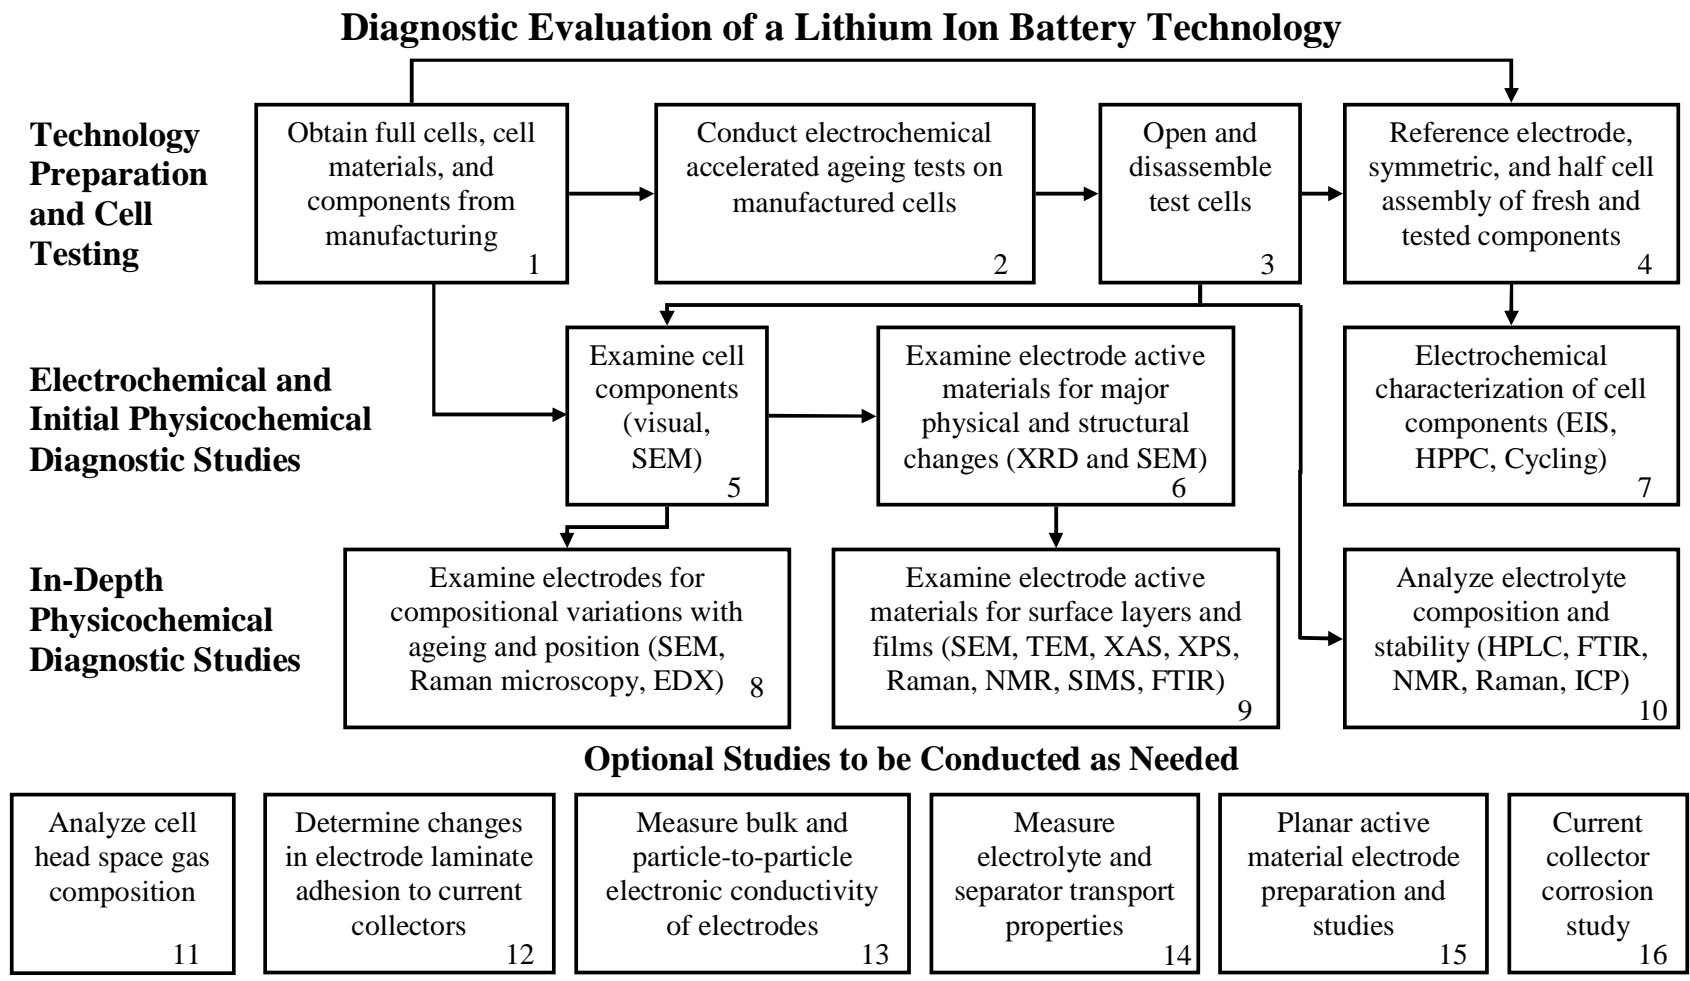 Diagnostic Evaluation of a Lithium Ion Battery Technology
Technology
Preparation
and Cell
Testing
Obtain full cells, cell
materials, and
components from
manufacturing
1
Conduct electrochemical
accelerated ageing tests on
manufactured cells
2
Open and
disassemble
test cells
3
Reference electrode,
symmetric, and half cell
assembly of fresh and
tested components
4
Electrochemical and
Initial Physicochemical
Diagnostic Studies
Examine cell
components
(visual,
SEM)
5
Examine electrode active
materials for major
physical and structural
changes (XRD and SEM)
6
Electrochemical
characterization of cell
components (EIS,
HPPC, Cycling)
7
In-Depth
Physicochemical
Diagnostic Studies
Examine electrodes for
compositional variations with
ageing and position (SEM,
Raman microscopy, EDX)
8
Examine electrode active
materials for surface layers and
films (SEM, TEM, XAS, XPS,
Raman, NMR, SIMS, FTIR)
9
Analyze electrolyte
composition and
stability (HPLC, FTIR,
NMR, Raman, ICP)
10
Optional Studies to be Conducted as Needed
Analyze cell
head space gas
composition
11
Determine changes
in electrode laminate
adhesion to current
collectors
12
Measure bulk and
particle-to-particle
electronic conductivity
of electrodes
13
Measure
electrolyte and
separator transport
properties
14
Planar active
material electrode
preparation and
studies
15
Current
collector
corrosion
study
16